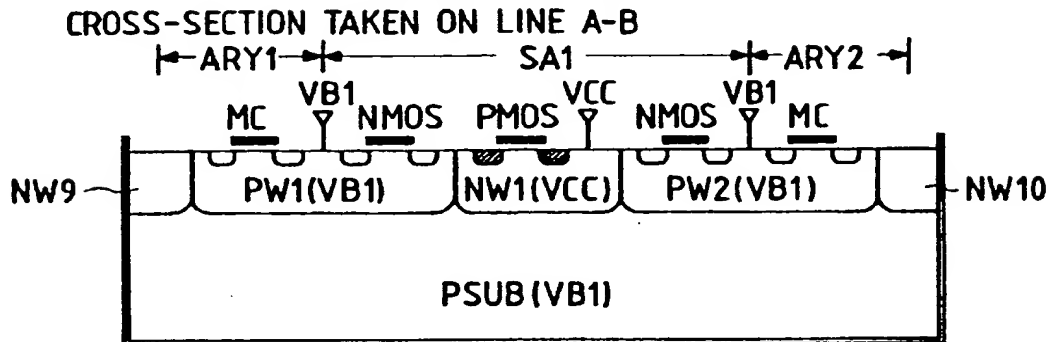 CROSS-SECTION TAKEN ON LINE A-B
ARY1 SA1 ARY2
VB1 VCC VB1
MC NMOS PMOS NMOS MC
NW9 PW1(VB1) NW1(VCC) PW2(VB1) NW10
PSUB(VB1)